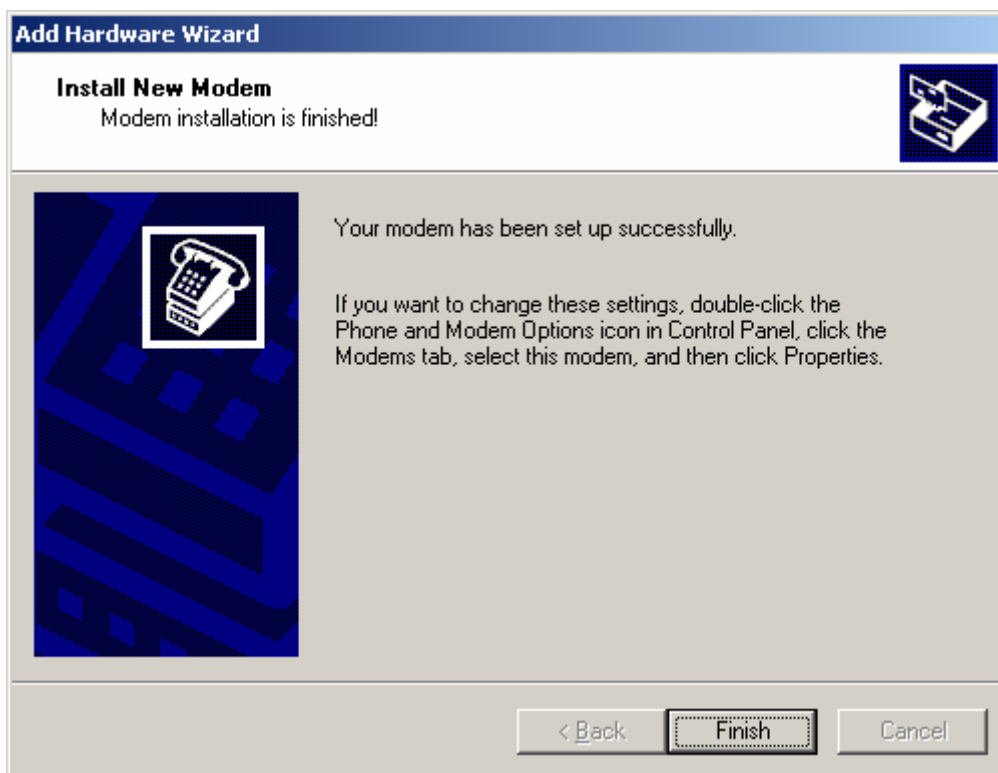 Add Hardware Wizard
Install New Modem
Modem installation is finished!
Your modem has been set up successfully.
If you want to change these settings, double-click the
Phone and Modem Options icon in Control Panel, click the
Modems tab, select this modem, and then click Properties.
< Back
Finish
Cancel